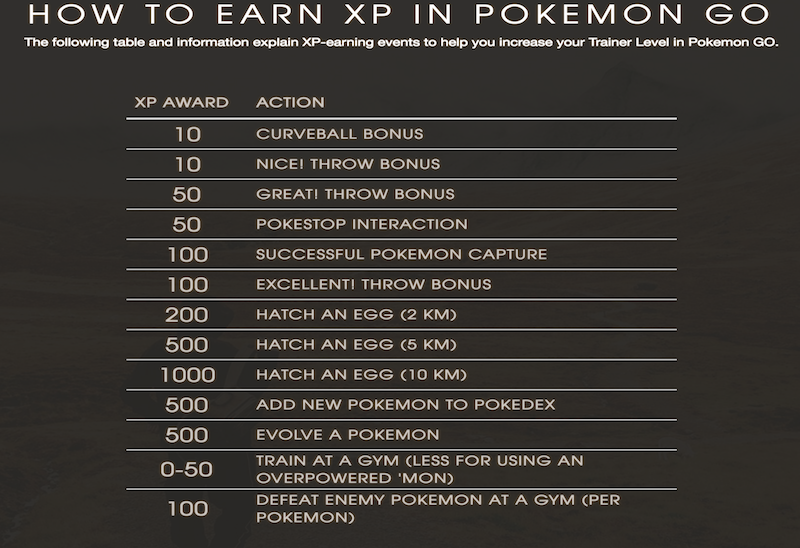 HOW TO EARN XP IN POKEMON GO
The following table and information explain XP-earning events to help you increase your Trainer Level in Pokemon GO.
XP AWARD ACTION
10 CURVEBALL BONUS
10 NICE! THROW BONUS
50 GREAT! THROW BONUS
50 POKESTOP INTERACTION
100 SUCCESSFUL POKEMON CAPTURE
100 EXCELLENT! THROW BONUS
200 HATCH AN EGG (2 KM)
500 HATCH AN EGG (5 KM)
1000 HATCH AN EGG (10 KM)
500 ADD NEW POKEMON TO POKEDEX
500 EVOLVE A POKEMON
0-50 TRAIN AT A GYM (LESS FOR USING AN
OVERPOWERED 'MON)
100 DEFEAT ENEMY POKEMON AT A GYM (PER
POKEMON)